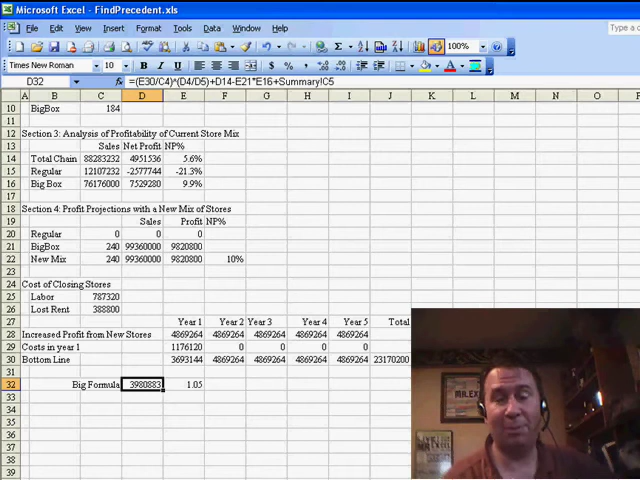 Microsoft Excel - FindPrecedent.xls
File Edit View Insert Format Tools Data Window Help Type a
100%
Times New Roman 10 B I U $ % ,
D32 fx =(E30/C4)^(D4/D5)+D14-E21*E16+Summary!C5
A B C D E F G H I J K L M N O
10 BigBox 184
11
12 Section 3: Analysis of Profitability of Current Store Mix
13 Sales Net Profit NP%
14 Total Chain 88283232 4951536 5.6%
15 Regular 12107232 -2577744 -21.3%
16 Big Box 76176000 7529280 9.9%
17
18 Section 4: Profit Projections with a New Mix of Stores
19 Sales Profit NP%
20 Regular 0 0 0
21 BigBox 240 99360000 9820800
22 New Mix 240 99360000 9820800 10%
23
24 Cost of Closing Stores
25 Labor 787320
26 Lost Rent 388800
27 Year 1 Year 2 Year 3 Year 4 Year 5 Total
28 Increased Profit from New Stores 4869264 4869264 4869264 4869264 4869264
29 Costs in year 1 1176120 0 0 0 0
30 Bottom Line 3693144 4869264 4869264 4869264 4869264 23170200
31
32 Big Formula 3980883 1.05
33
34
35
36
37
38
39